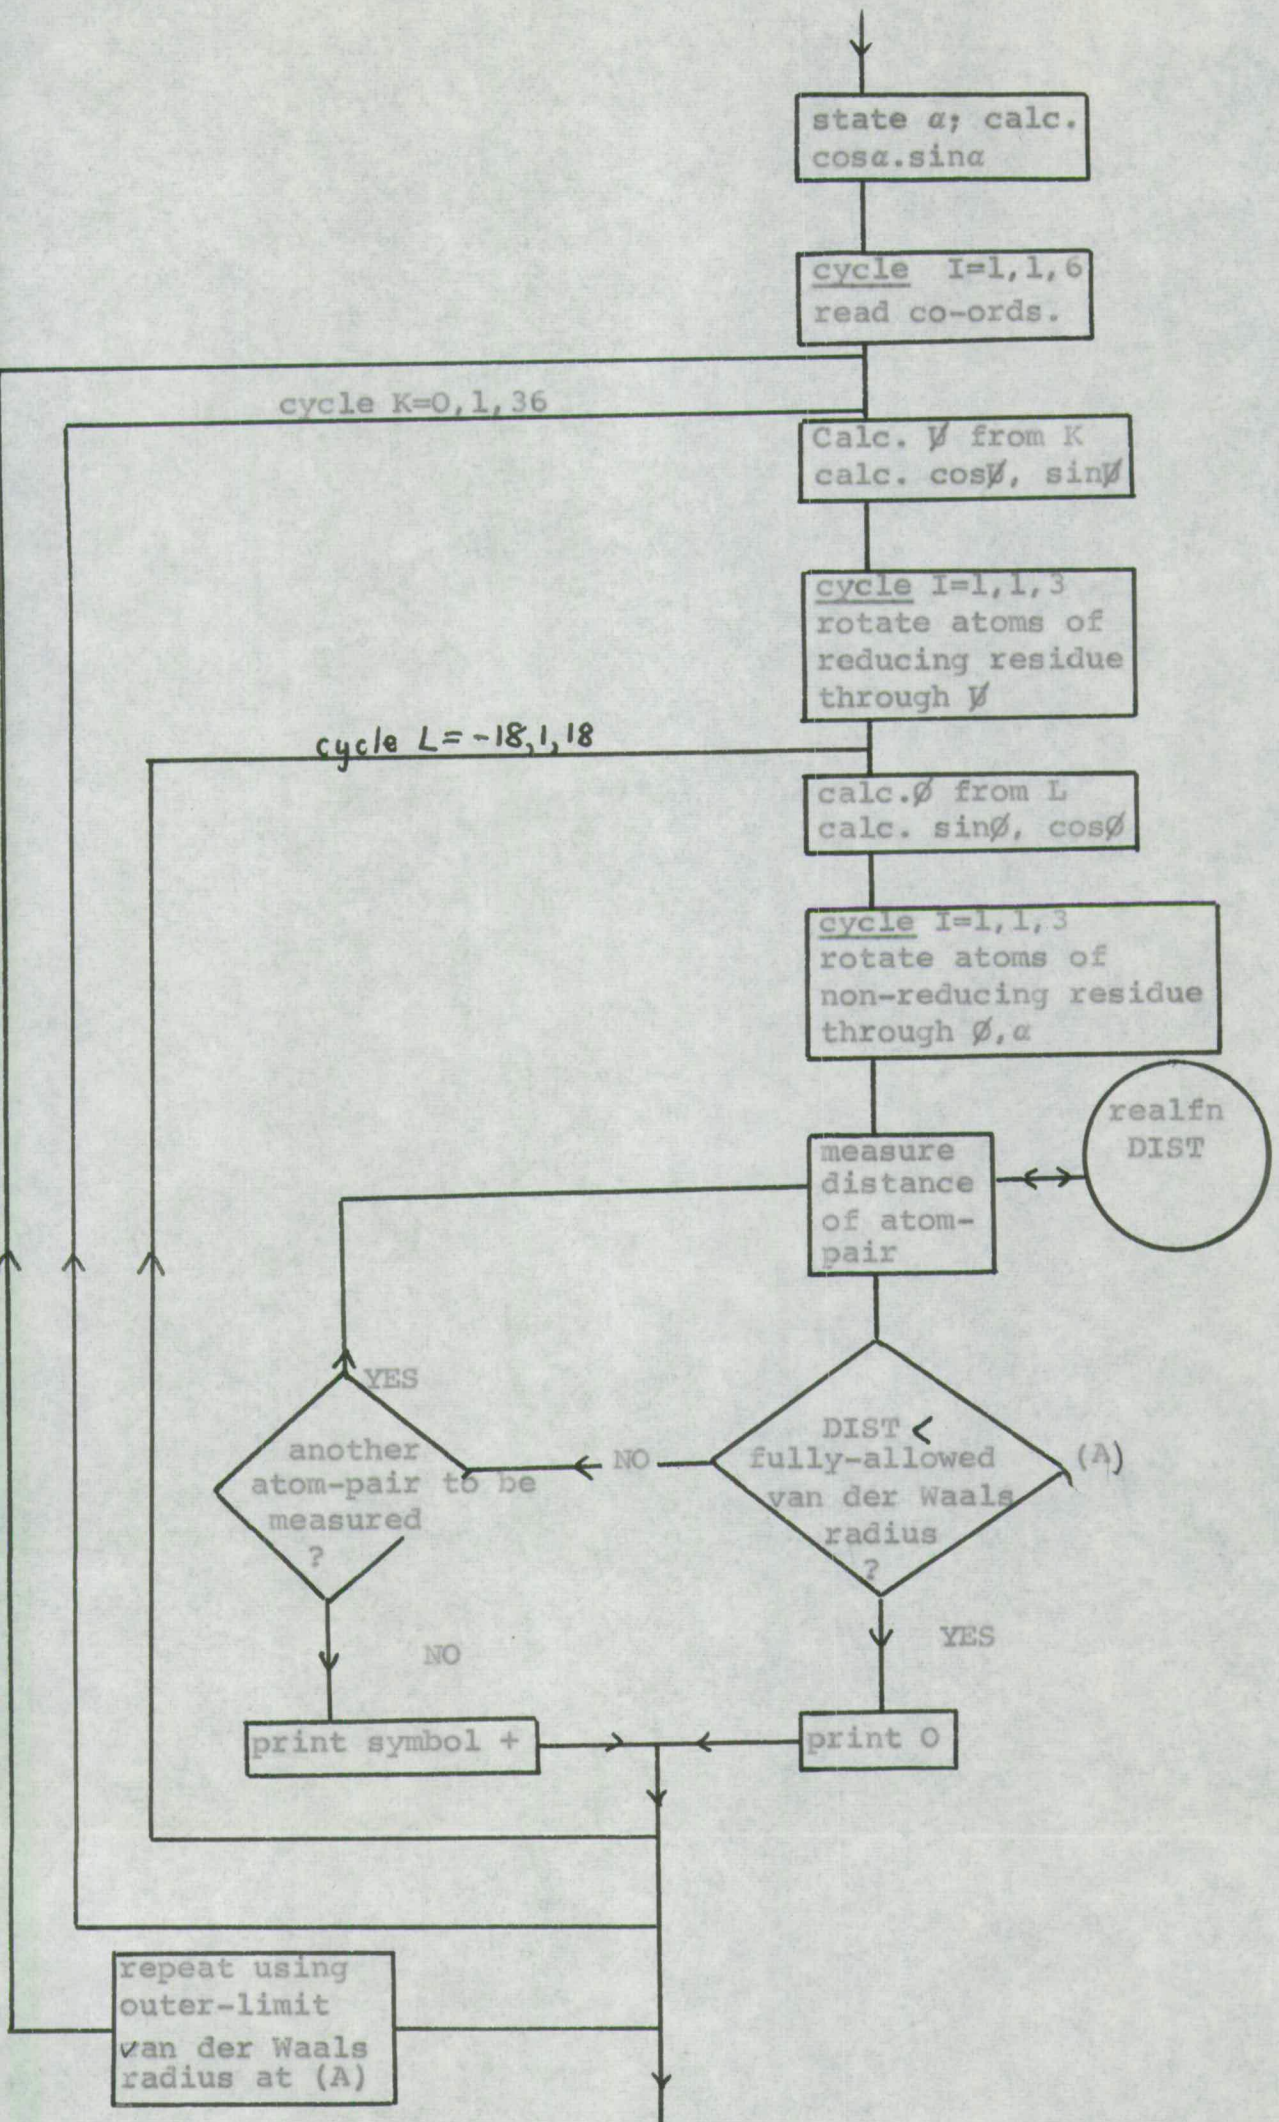 state α; calc.
cosα.sinα
cycle I=1,1,6
read co-ords.
cycle K=0,1,36
Calc. Ψ from K
calc. cosΨ, sinΨ
cycle I=1,1,3
rotate atoms of
reducing residue
through Ψ
cycle L = -18,1,18
calc.Ø from L
calc. sinØ, cosØ
cycle I=1,1,3
rotate atoms of
non-reducing residue
through Ø,α
realfn
DIST
measure
distance
of atom-
pair
YES
another
atom-pair to be
measured
?
NO
DIST <
fully-allowed
van der Waals
radius
?
(A)
NO
YES
print symbol +
print O
repeat using
outer-limit
van der Waals
radius at (A)